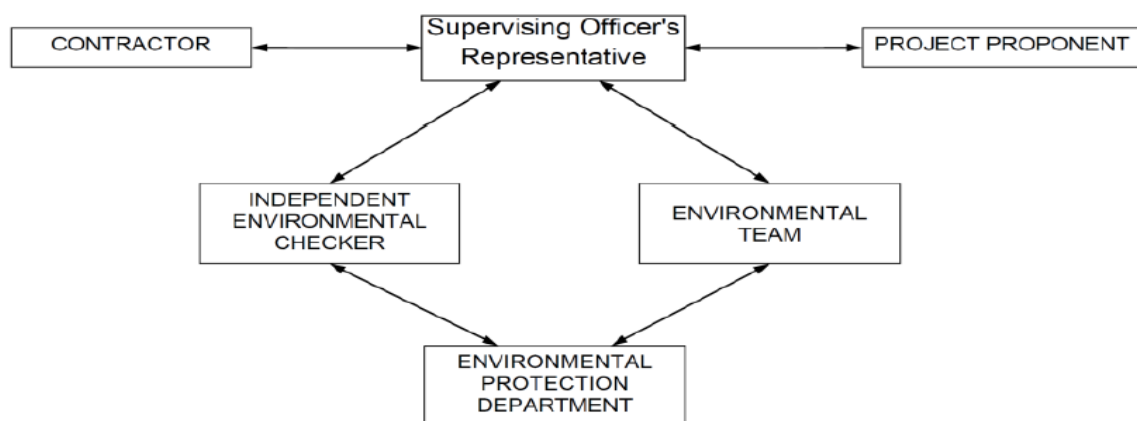 CONTRACTOR
Supervising Officer's
Representative
PROJECT PROPONENT
INDEPENDENT
ENVIRONMENTAL
CHECKER
ENVIRONMENTAL
TEAM
ENVIRONMENTAL
PROTECTION
DEPARTMENT